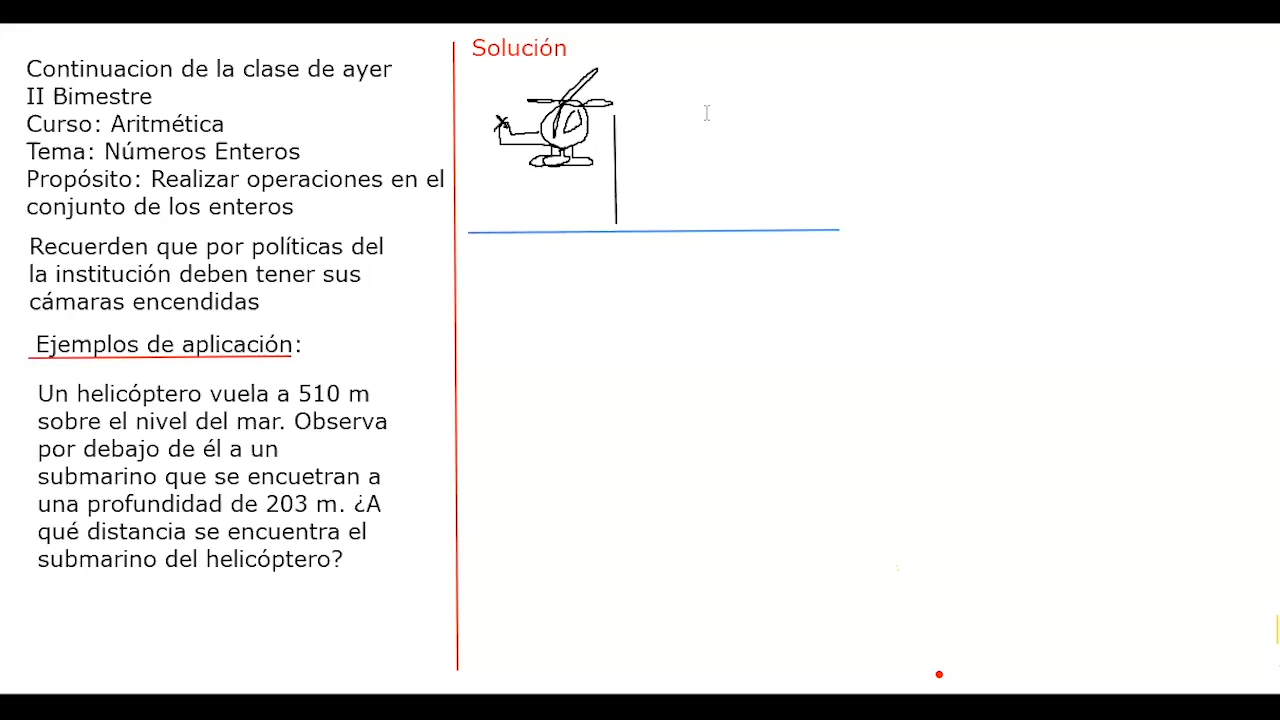 Continuacion de la clase de ayer
II Bimestre
Curso: Aritmética
Tema: Números Enteros
Propósito: Realizar operaciones en el
conjunto de los enteros
Recuerden que por políticas del
la institución deben tener sus
cámaras encendidas
Ejemplos de aplicación:
Un helicóptero vuela a 510 m
sobre el nivel del mar. Observa
por debajo de él a un
submarino que se encuetran a
una profundidad de 203 m. ¿A
qué distancia se encuentra el
submarino del helicóptero?
Solución